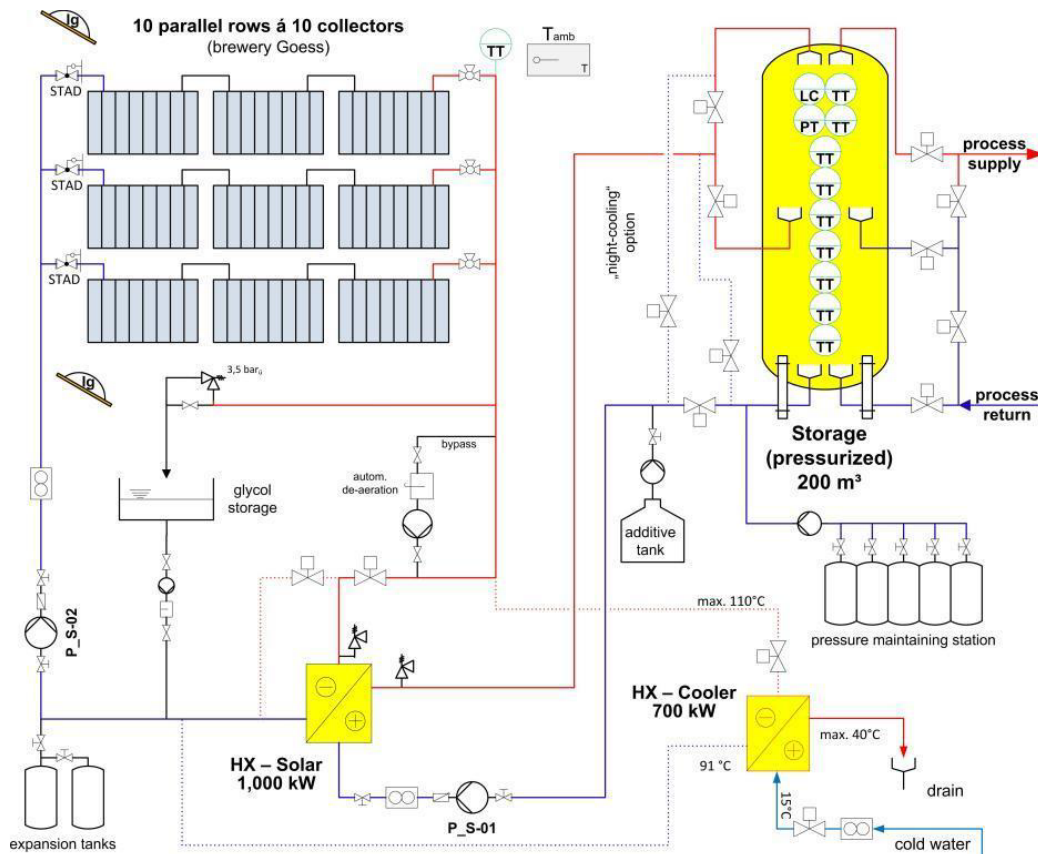 Ig
10 parallel rows á 10 collectors
(brewery Goess)
TT
Tamb
T
STAD
STAD
STAD
LC
TT
PT
TT
TT
TT
TT
TT
TT
TT
TT
process
supply
„night-cooling“
option
Ig
3,5 barü
process
return
bypass
autom.
de-aeration
glycol
storage
Storage
(pressurized)
200 m³
additive
tank
max. 110°C
pressure maintaining station
P_S-02
HX – Cooler
700 kW
HX – Solar
1,000 kW
max. 40°C
91 °C
15°C
drain
P_S-01
expansion tanks
cold water